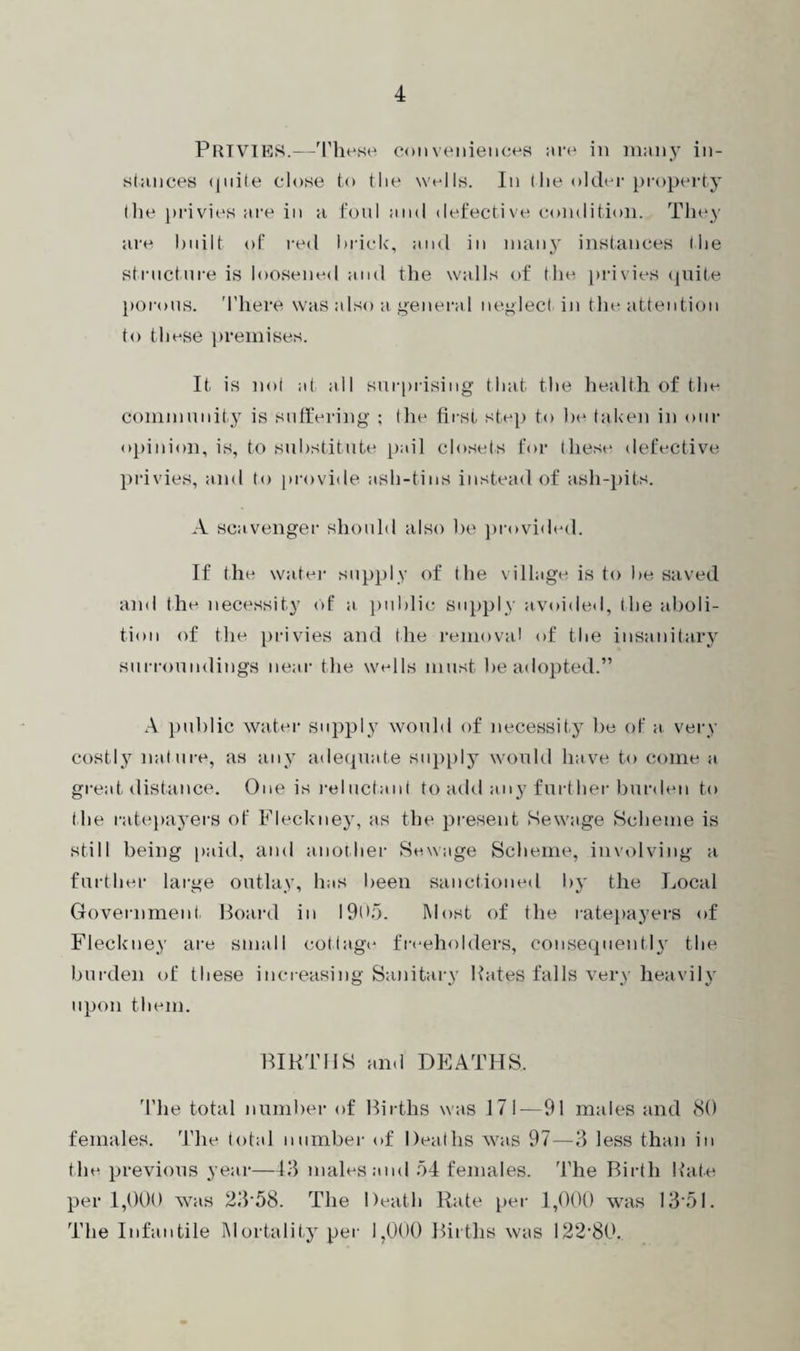 4
PRIVIES.—These conveniences are in many in-
stances quite close to the wells. In the older property
the privies are in a foul and defective condition. They
are built of red brick, and in many instances the
structure is loosened and the walls of the privies quite
porous. There was also a general neglect in the attention
to these premises.
It is not at all surprising that the health of the
community is suffering ; the first step to be taken in our
opinion, is, to substitute pail closets for these defective
privies, and to provide ash-tins instead of ash-pits.
A scavenger should also be provided.
If the water supply of the village is to be saved
and the necessity of a public supply avoided, the aboli-
tion of the privies and the removal of the insanitary
surroundings near the wells must be adopted.”
A public water supply would of necessity be of a very
costly nature, as any adequate supply would have to come a
great distance. One is reluctant to add any further burden to
the ratepayers of Fleckney, as the present Sewage Scheme is
still being paid, and another Sewage Scheme, involving a
further large outlay, has been sanctioned by the Local
Government Board in 1905. Most of the ratepayers of
Fleckney are small cottage freeholders, consequently the
burden of these increasing Sanitary Rates falls very heavily
upon them.
BIRTHS and DEATHS.
The total number of Births was 171—91 males and 80
females. The total number of Deaths was 97—3 less than in
the previous year—43 males and 54 females. The Birth Rate
per 1,000 was 23·58. The Death Rate per 1,000 was 13·51.
The Infantile Mortality per 1,000 Births was 122·80.